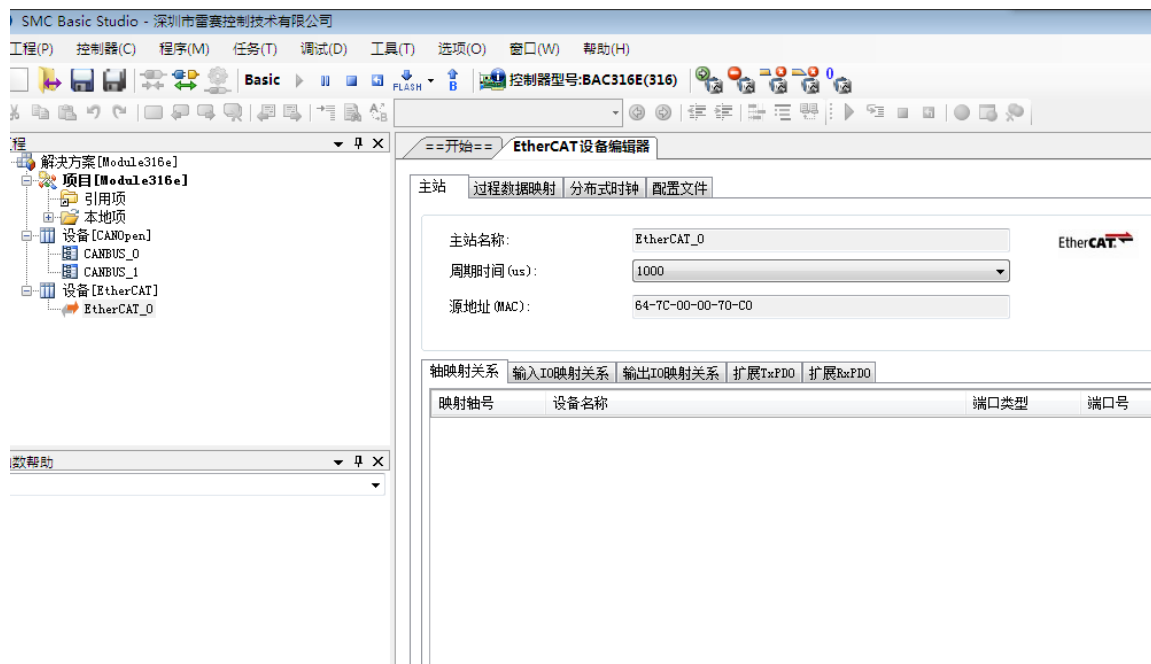 SMC Basic Studio - 深圳市雷赛控制技术有限公司
工程(P) 控制器(C) 程序(M) 任务(T) 调试(D) 工具(T) 选项(O) 窗口(W) 帮助(H)
Basic FLASH B 控制器型号:BAC316E(316) 0
程
==开始== EtherCAT设备编辑器
解决方案[Module316e]
项目[Module316e]
引用项
本地项
设备[CANOpen]
CANBUS_0
CANBUS_1
设备[EtherCAT]
EtherCAT_0
主站 过程数据映射 分布式时钟 配置文件
主站名称: EtherCAT_0
EtherCAT
周期时间(us): 1000
源地址(MAC): 64-7C-00-00-70-C0
轴映射关系 输入IO映射关系 输出IO映射关系 扩展TxPDO 扩展RxPDO
映射轴号 设备名称 端口类型 端口号
数帮助